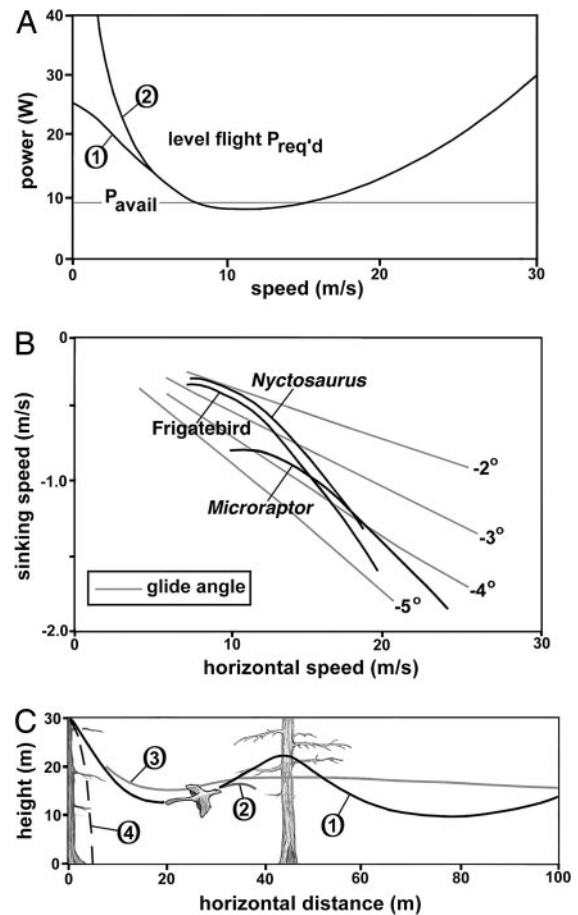 A
40
30
20
10
0
power (W)
②
①
level flight P req'd
P avail
0
10
20
30
speed (m/s)
B
0
-1.0
-2.0
sinking speed (m/s)
Nyctosaurus
Frigatebird
Microraptor
-2°
-3°
-4°
-5°
glide angle
0
10
20
30
horizontal speed (m/s)
C
30
20
10
0
height (m)
③
④
②
①
0
20
40
60
80
100
horizontal distance (m)